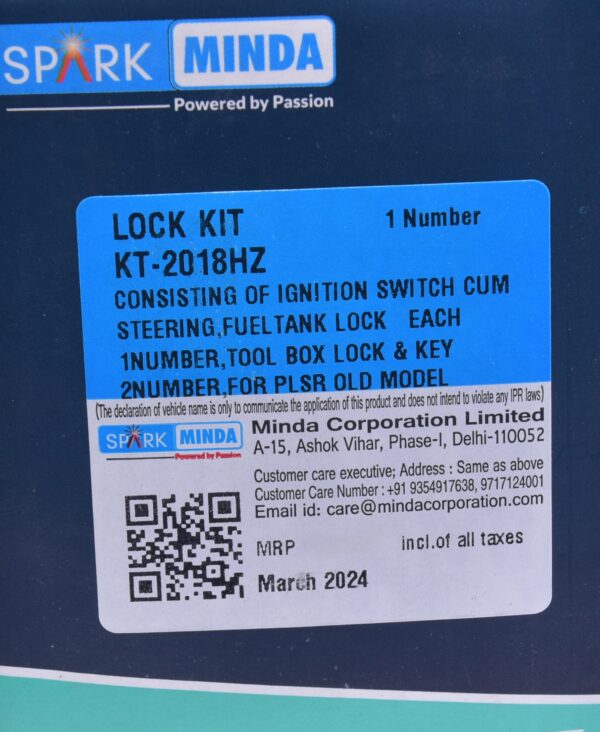 SPARK MINDA
Powered by Passion
LOCK KIT 1 Number
KT-2018HZ
CONSISTING OF IGNITION SWITCH CUM
STEERING,FUELTANK LOCK EACH
1NUMBER,TOOL BOX LOCK & KEY
2NUMBER,FOR PLSR OLD MODEL
(The declaration of vehicle name is only to communicate the application of this product and does not intend to violate any IPR laws)
SPARK MINDA
Powered by Passion
Minda Corporation Limited
A-15, Ashok Vihar, Phase-I, Delhi-110052
Customer care executive; Address : Same as above
Customer Care Number : +91 9354917638, 9717124001
Email id: care@mindacorporation.com
MRP incl.of all taxes
March 2024